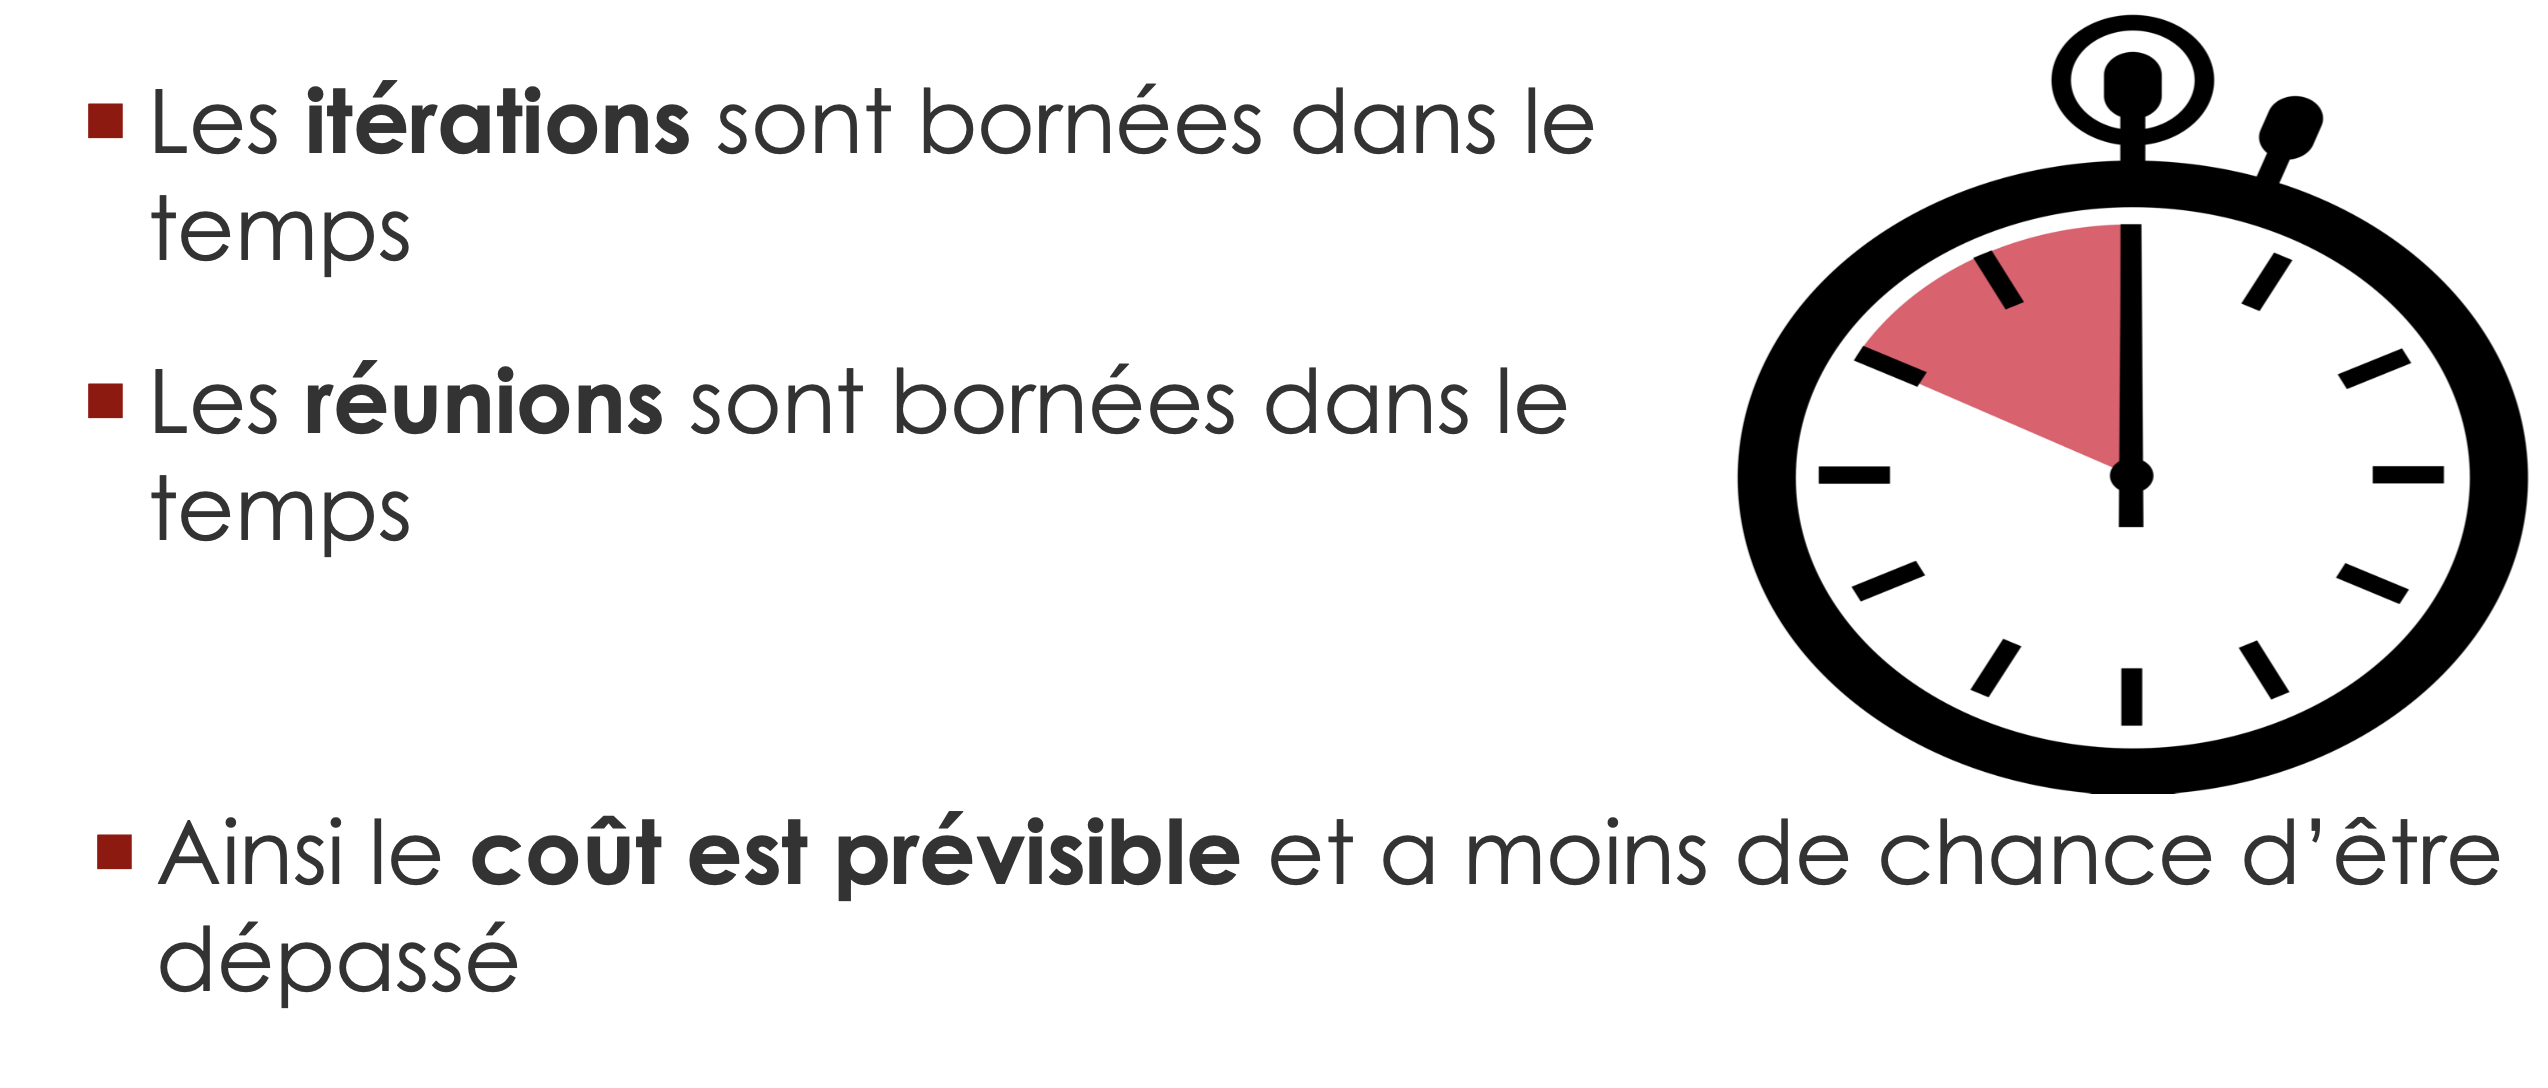 ▪ Les itérations sont bornées dans le
temps
▪ Les réunions sont bornées dans le
temps
▪ Ainsi le coût est prévisible et a moins de chance d’être
dépassé